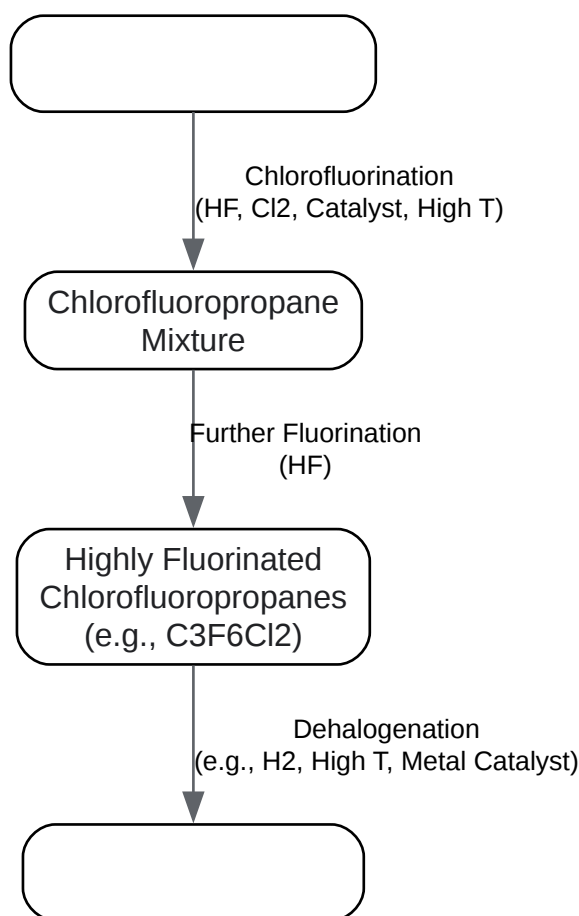 Chlorofluorination
(HF, Cl2, Catalyst, High T)
Chlorofluoropropane
Mixture
Further Fluorination
(HF)
Highly Fluorinated
Chlorofluoropropanes
(e.g., C3F6Cl2)
Dehalogenation
(e.g., H2, High T, Metal Catalyst)